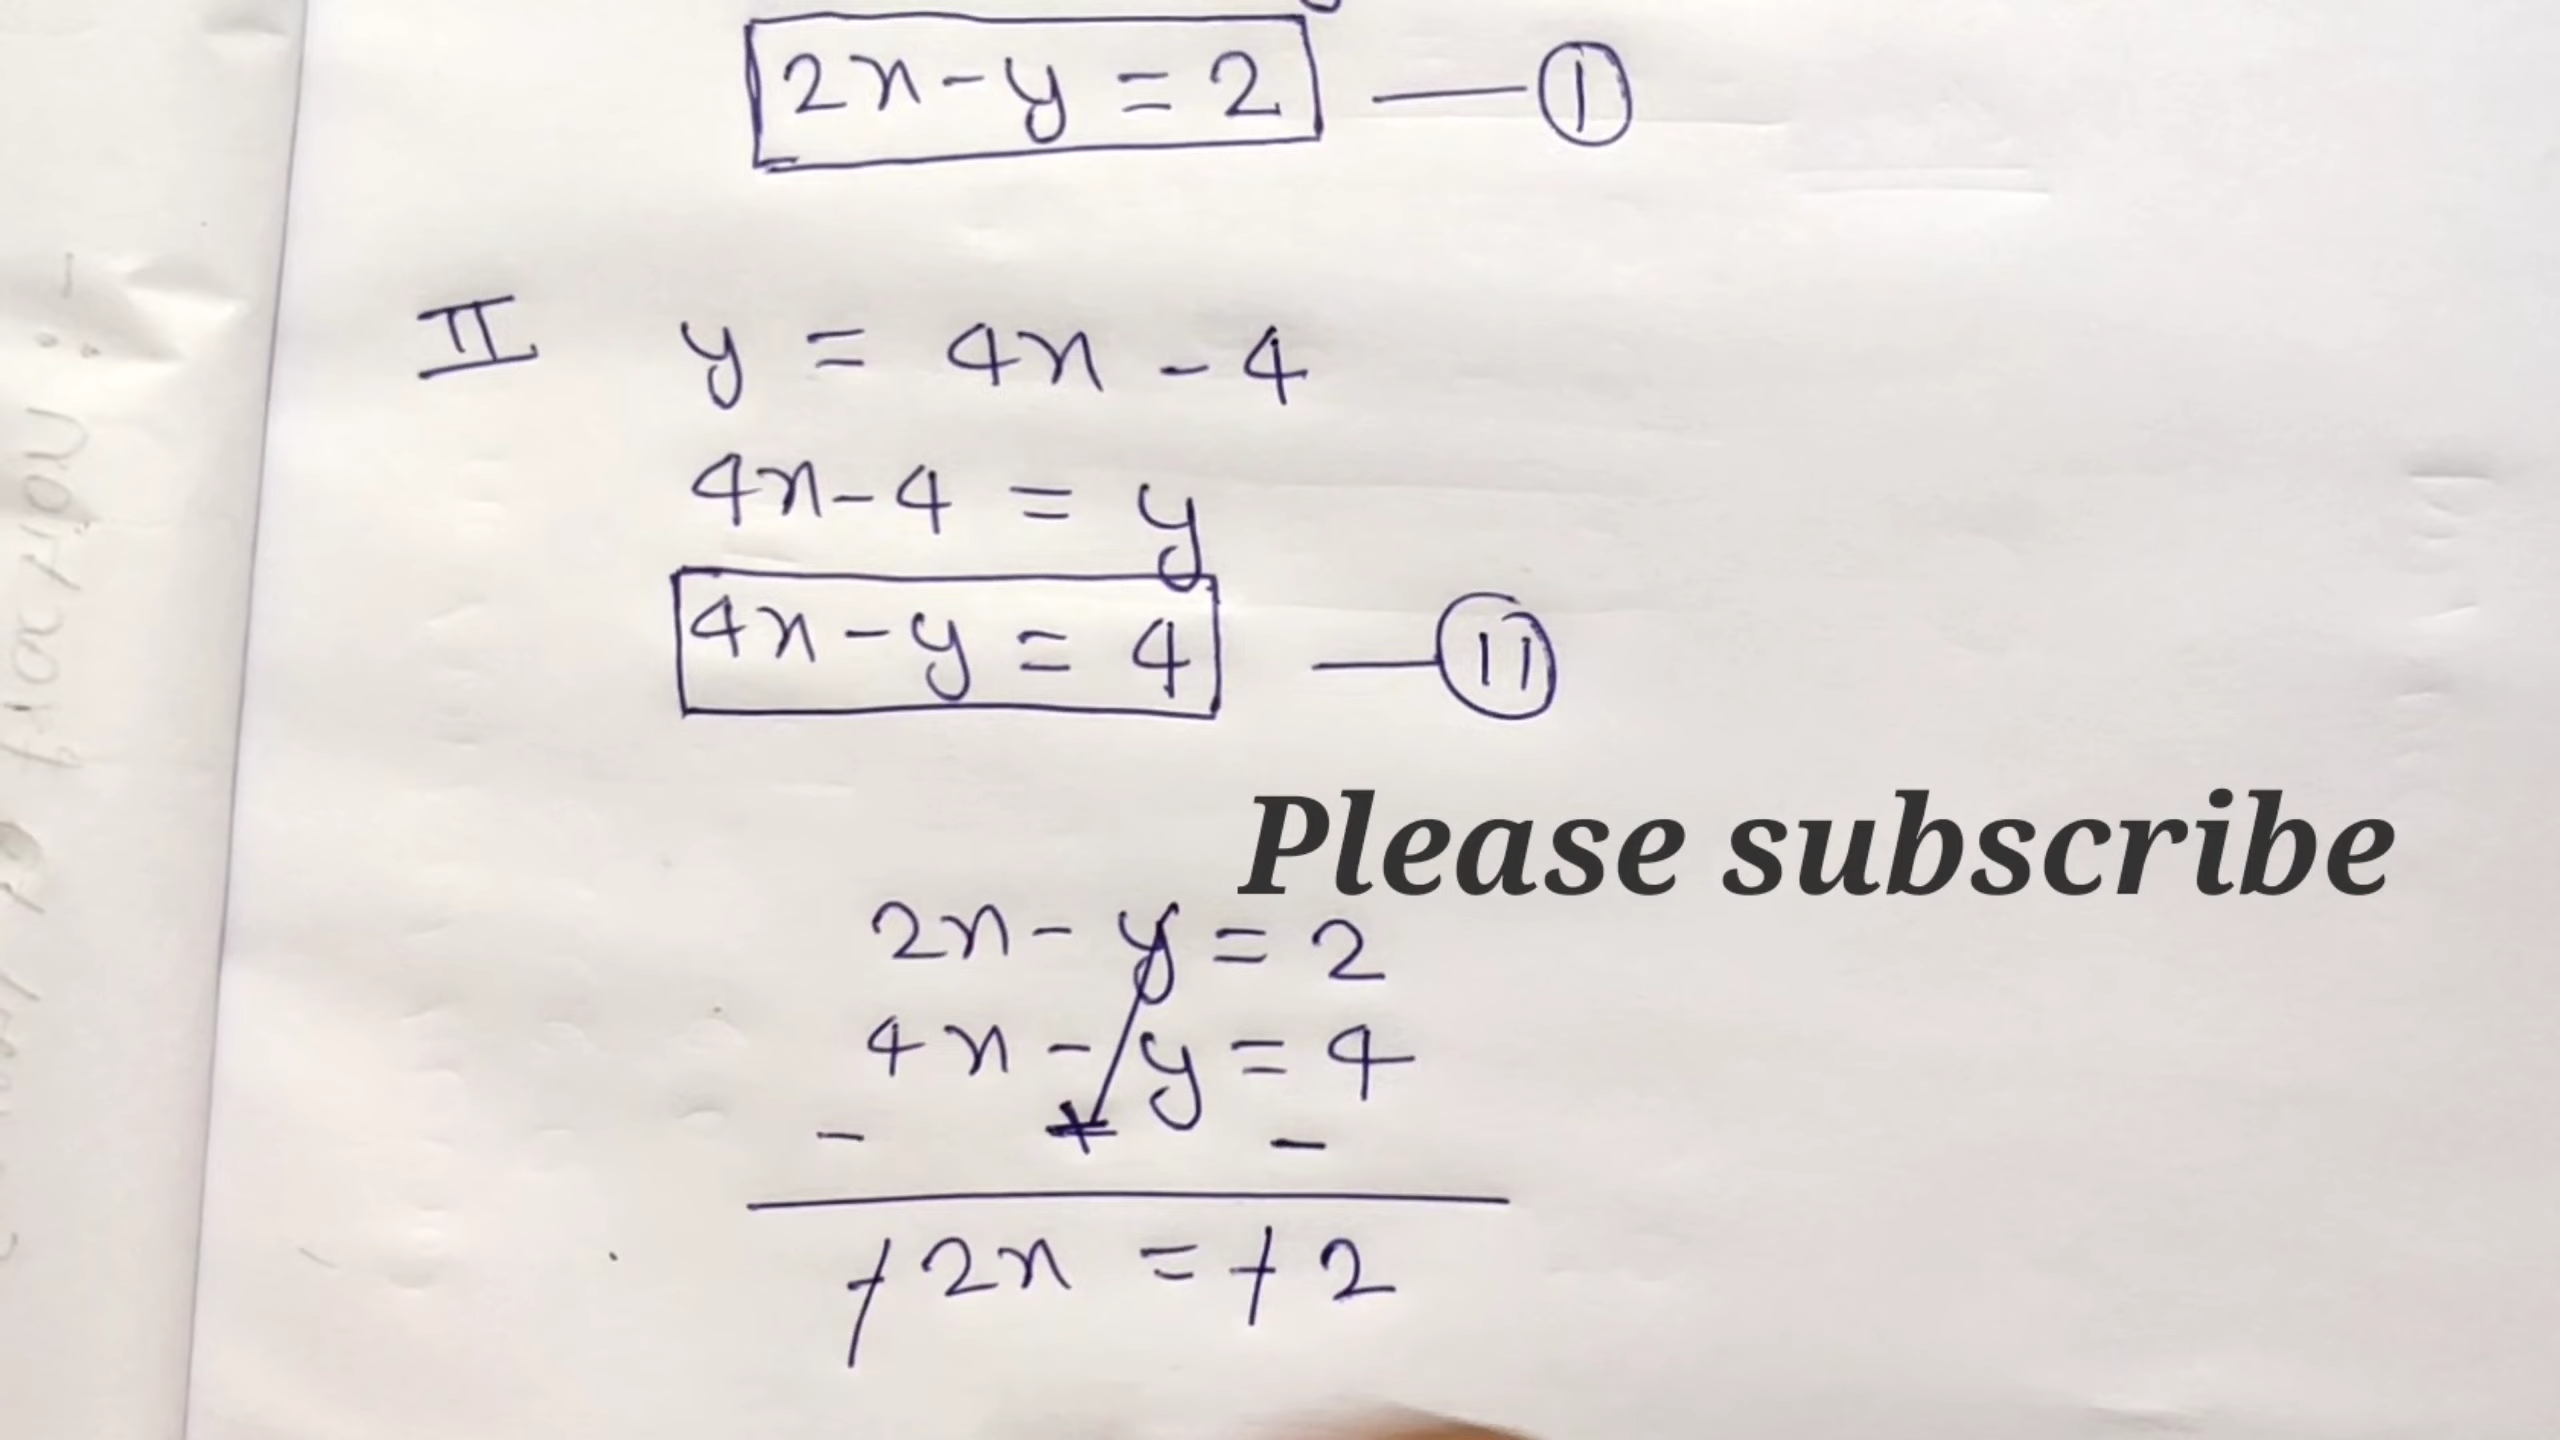 2x - y = 2 — I
II y = 4x - 4
4x - 4 = y
4x - y = 4 — II
Please subscribe
2x - y = 2
4x - y = 4
- + -
-2x = -2